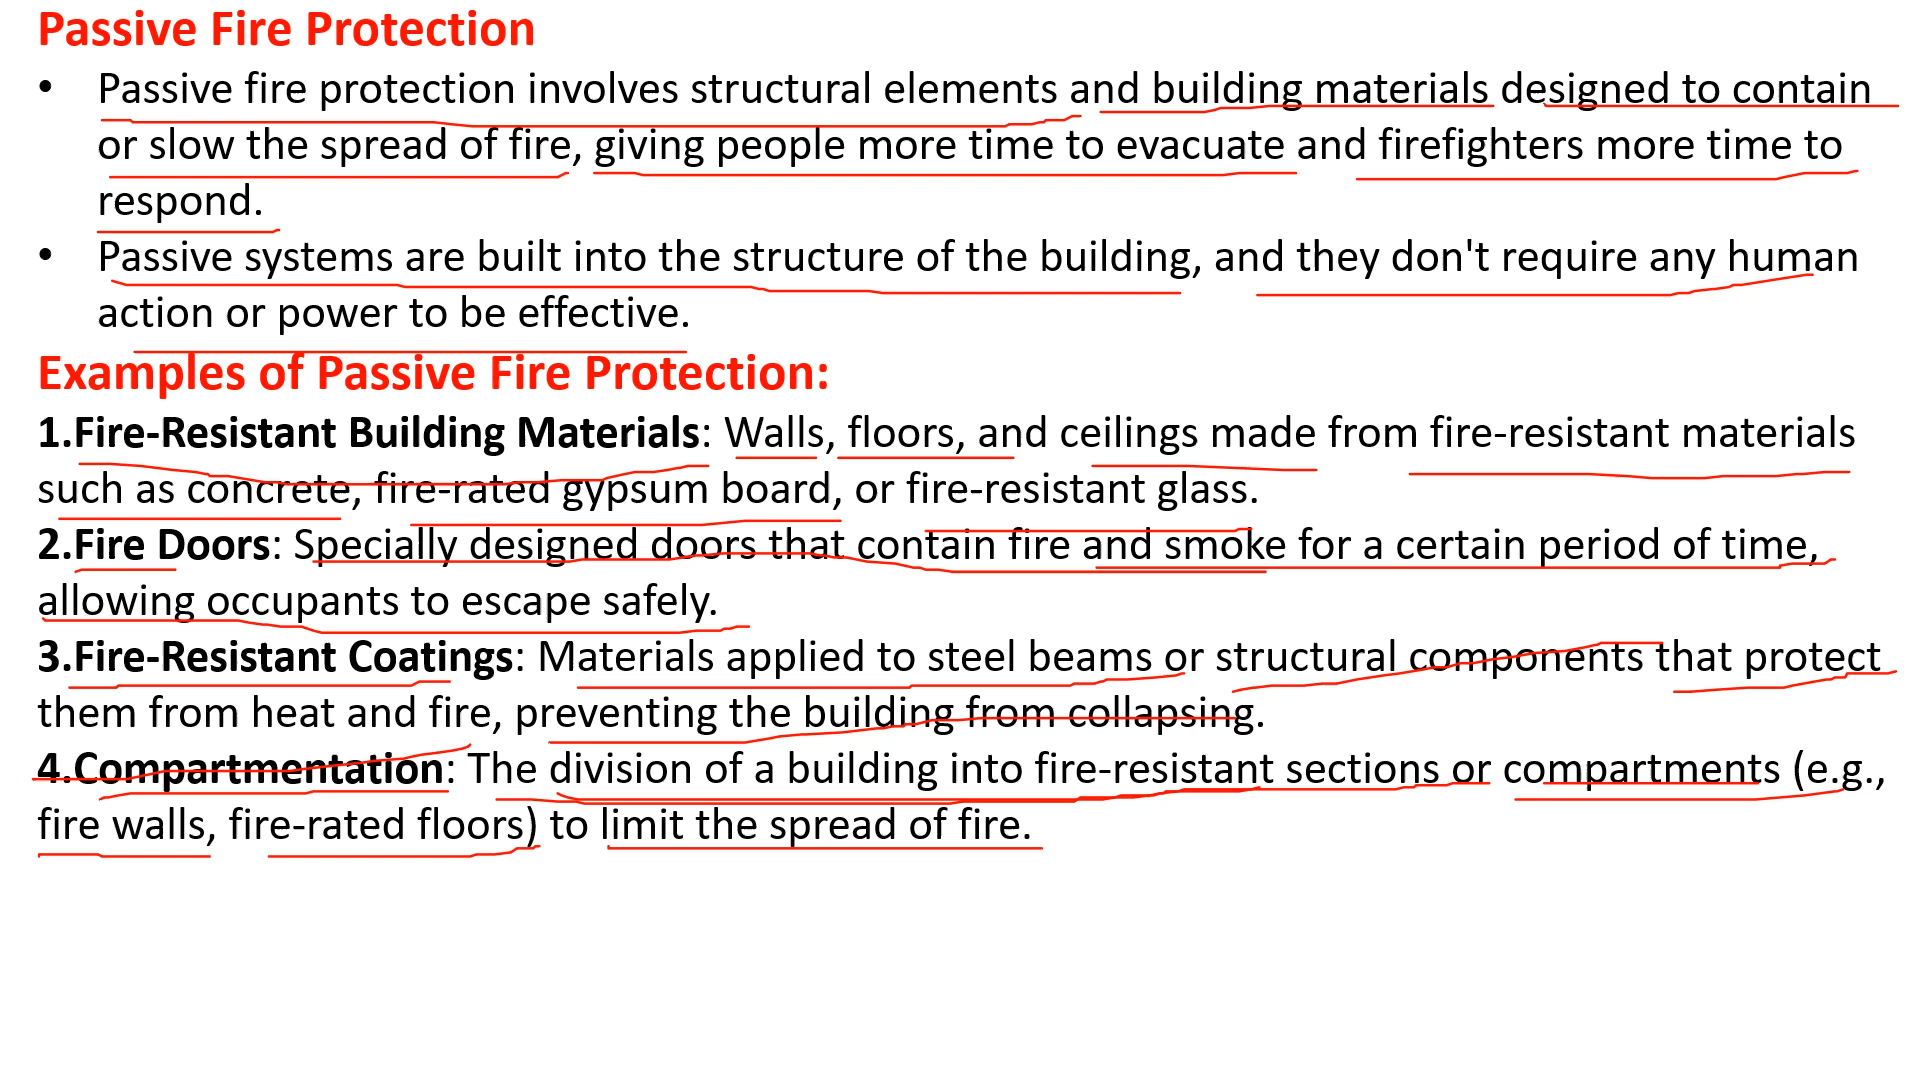 Passive Fire Protection
• Passive fire protection involves structural elements and building materials designed to contain
or slow the spread of fire, giving people more time to evacuate and firefighters more time to
respond.
• Passive systems are built into the structure of the building, and they don't require any human
action or power to be effective.
Examples of Passive Fire Protection:
1.Fire-Resistant Building Materials: Walls, floors, and ceilings made from fire-resistant materials
such as concrete, fire-rated gypsum board, or fire-resistant glass.
2.Fire Doors: Specially designed doors that contain fire and smoke for a certain period of time,
allowing occupants to escape safely.
3.Fire-Resistant Coatings: Materials applied to steel beams or structural components that protect
them from heat and fire, preventing the building from collapsing.
4.Compartmentation: The division of a building into fire-resistant sections or compartments (e.g.,
fire walls, fire-rated floors) to limit the spread of fire.